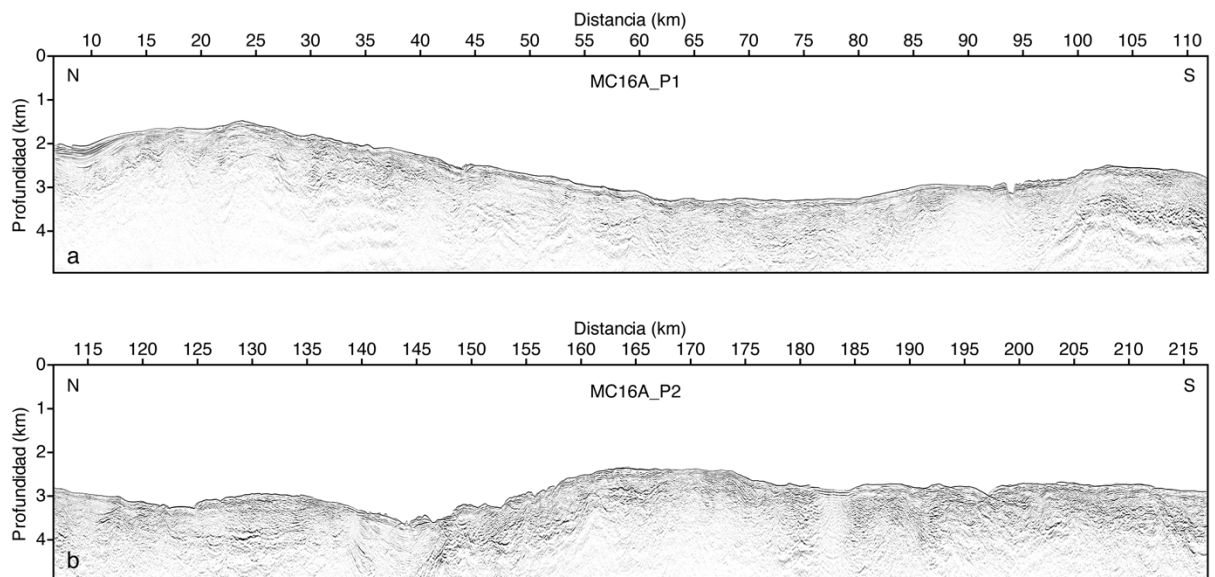 Distancia (km)
10 15 20 25 30 35 40 45 50 55 60 65 70 75 80 85 90 95 100 105 110
0
N MC16A_P1 S
1
2
3
4
Profundidad (km)
a
Distancia (km)
115 120 125 130 135 140 145 150 155 160 165 170 175 180 185 190 195 200 205 210 215
0
N MC16A_P2 S
1
2
3
4
Profundidad (km)
b